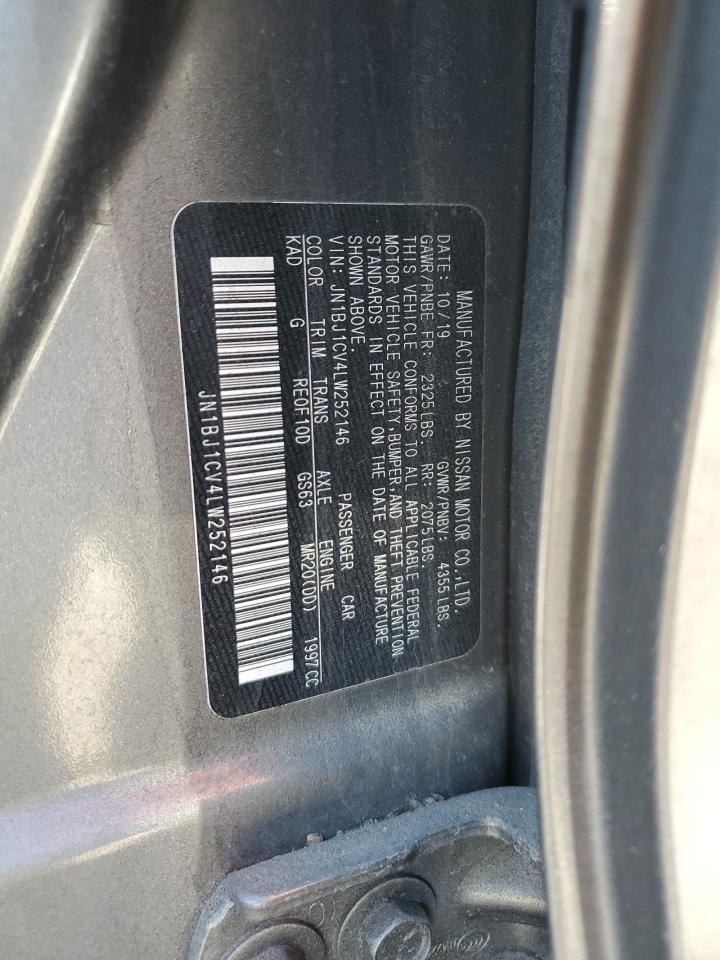 MANUFACTURED BY NISSAN MOTOR CO.,LTD.
DATE: 10/19 GVWR/PNBV: 4355LBS.
GAWR/PNBE FR: 2325LBS. RR: 2075LBS.
THIS VEHICLE CONFORMS TO ALL APPLICABLE FEDERAL
MOTOR VEHICLE SAFETY,BUMPER,AND THEFT PREVENTION
STANDARDS IN EFFECT ON THE DATE OF MANUFACTURE
SHOWN ABOVE.
VIN: JN1BJ1CV4LW252146 PASSENGER CAR
COLOR TRIM TRANS AXLE ENGINE
KAD G RE0F10D GS63 MR20(DD) 1997CC
JN1BJ1CV4LW252146